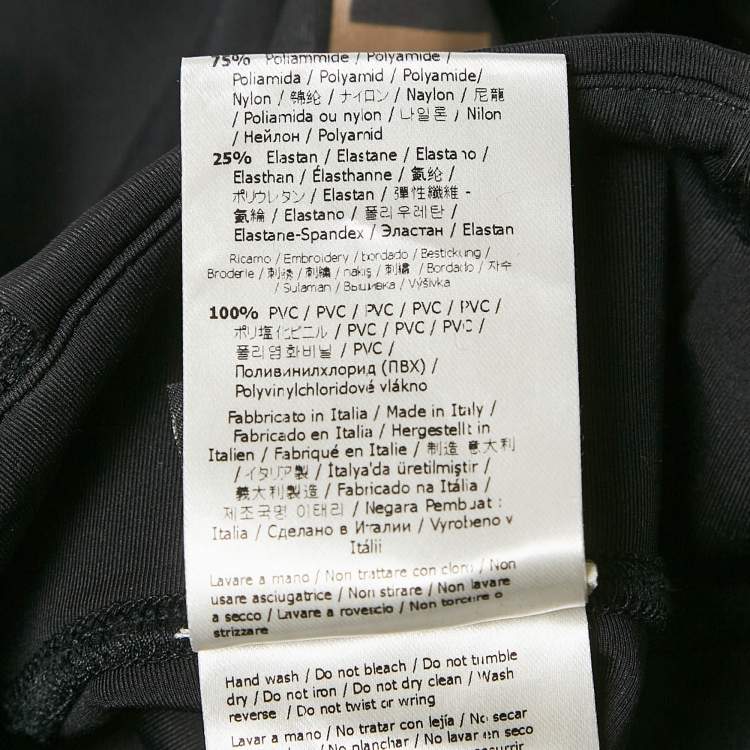 75% Poliammide / Polyamide /
Poliamida / Polyamid / Polyamide/
Nylon / 锦纶 / ナイロン / Naylon / 尼龍
/ Poliamida ou nylon / 나일론 / Nilon
/ Нейлон / Polyamid
25% Elastan / Elastane / Elastano /
Elasthan / Élasthanne / 氨纶 /
ポリウレタン / Elastan / 彈性纖維 -
氨綸 / Elastano / 폴리우레탄 /
Elastane-Spandex / Эластан / Elastan
Ricamo / Embroidery / bordado / Bestickung /
Broderie / 刺绣 / 刺繍 / nakış / 刺繡 / Bordado / 자수
/ Sulaman / Вышивка / Výšivka
100% PVC / PVC / PVC / PVC / PVC /
ポリ塩化ビニル / PVC / PVC / PVC /
폴리염화비닐 / PVC /
Поливинилхлорид (ПВХ) /
Polyvinylchloridové vlákno
Fabbricato in Italia / Made in Italy /
Fabricado en Italia / Hergestellt in
Italien / Fabriqué en Italie / 制造 意大利
/ イタリア製 / İtalya'da üretilmiştir /
義大利製造 / Fabricado na Itália /
제조국명 이태리 / Negara Pembuat :
Italia / Сделано в Италии / Vyrobeno v
Itálii
Lavare a mano / Non trattare con cloro / Non
usare asciugatrice / Non stirare / Non lavare
a secco / Lavare a rovescio / Non torcere o
strizzare
Hand wash / Do not bleach / Do not tumble
dry / Do not iron / Do not dry clean / Wash
reverse / Do not twist or wring
Lavar a mano / No tratar con lejía / No secar
/ No planchar / No lavar en seco